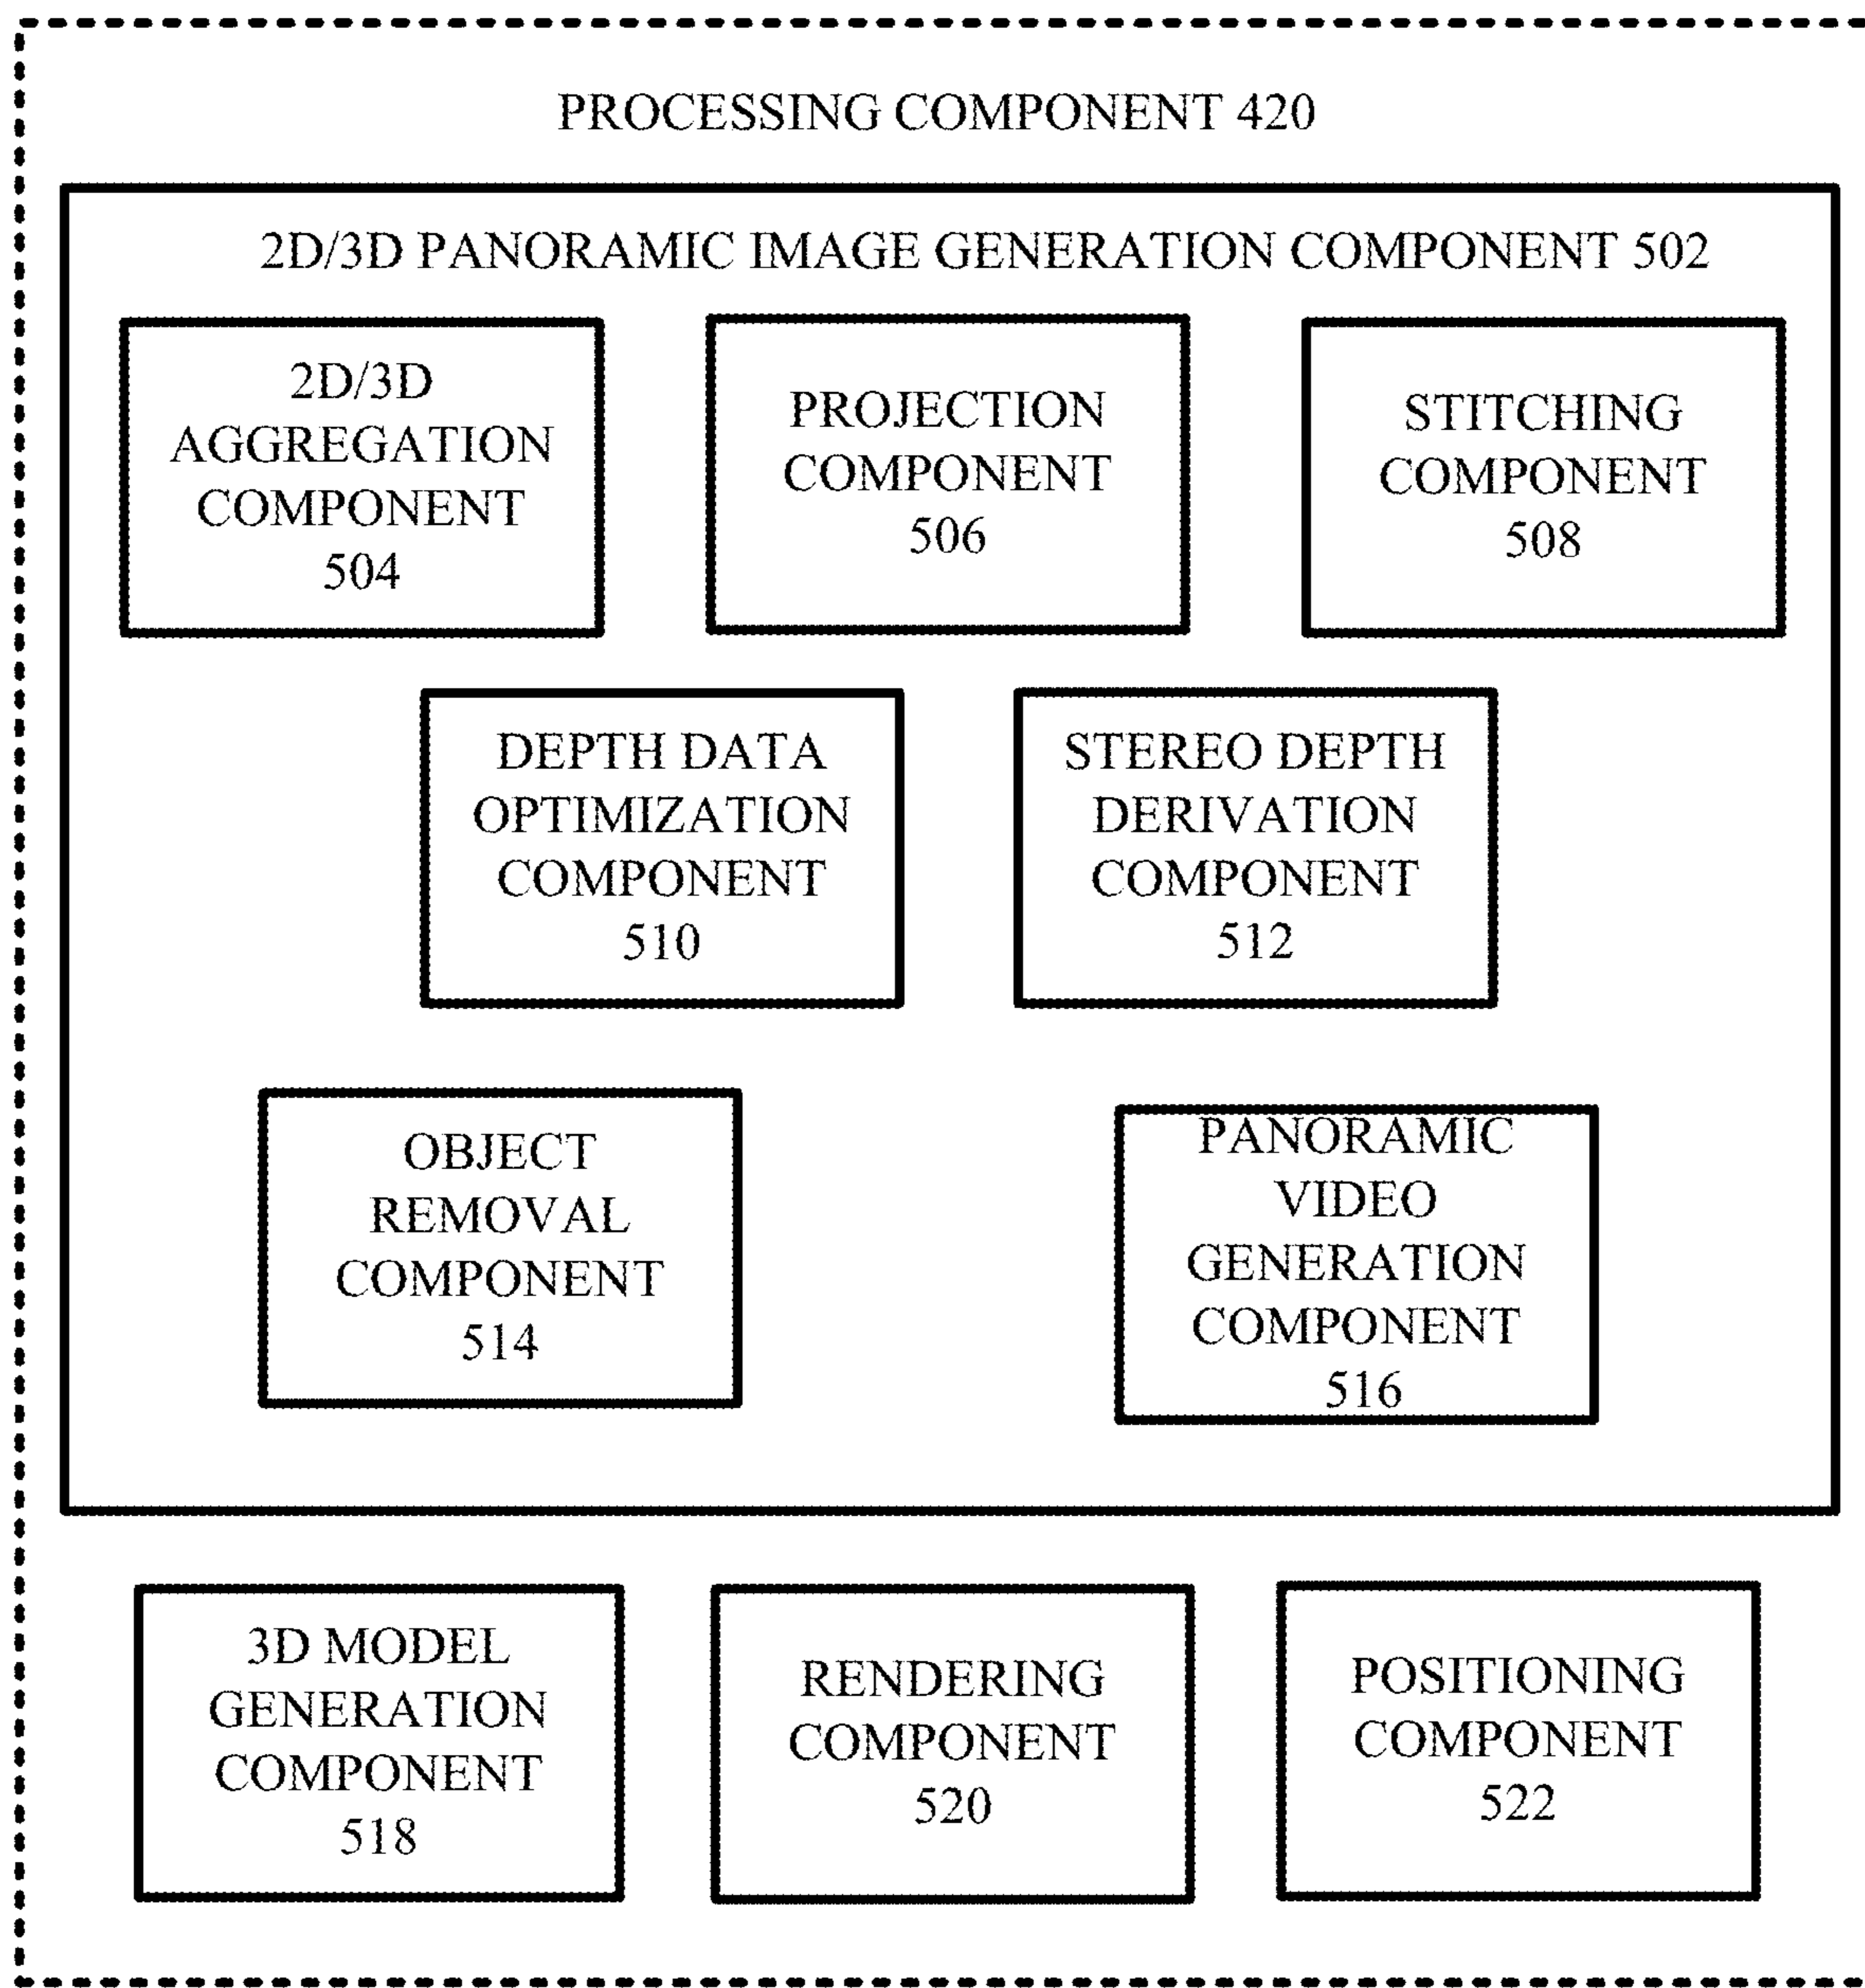 PROCESSING COMPONENT 420
2D/3D PANORAMIC IMAGE GENERATION COMPONENT 502
2D/3D
AGGREGATION
COMPONENT
504
PROJECTION
COMPONENT
506
STITCHING
COMPONENT
508
DEPTH DATA
OPTIMIZATION
COMPONENT
510
STEREO DEPTH
DERIVATION
COMPONENT
512
OBJECT
REMOVAL
COMPONENT
514
PANORAMIC
VIDEO
GENERATION
COMPONENT
516
3D MODEL
GENERATION
COMPONENT
518
RENDERING
COMPONENT
520
POSITIONING
COMPONENT
522